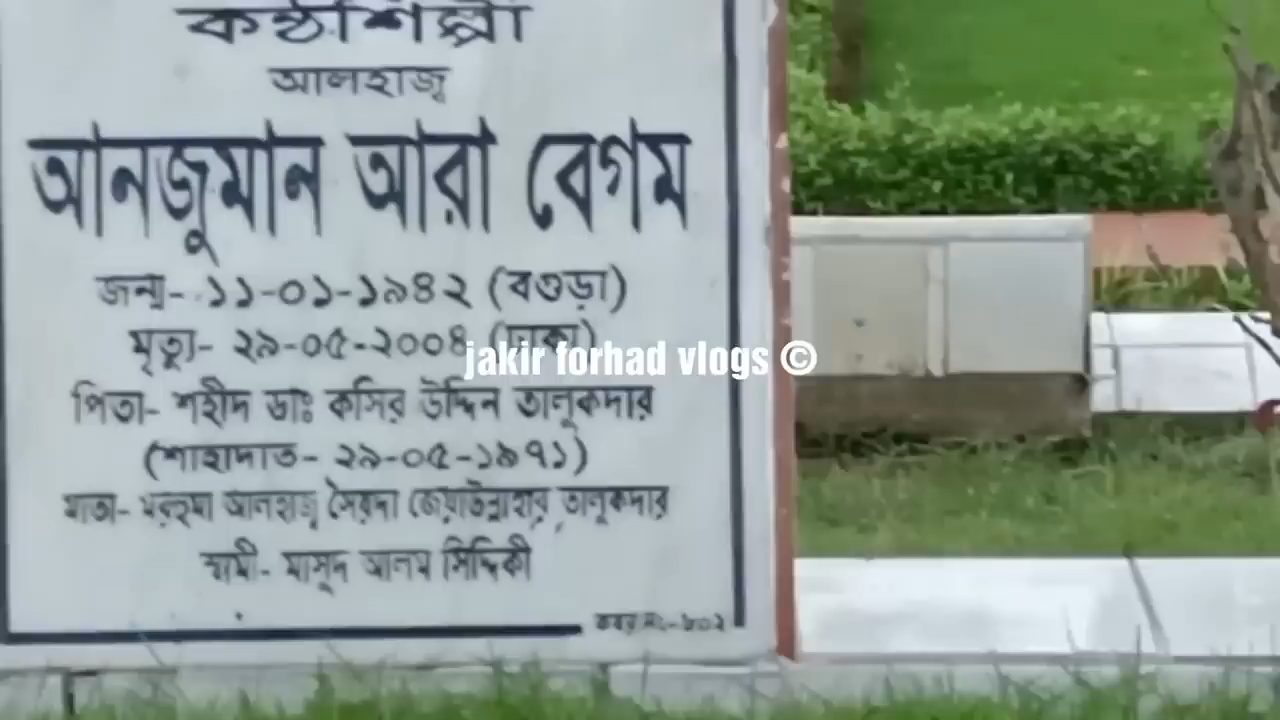 কণ্ঠশিল্পী
আলহাজ্ব
আনজুমান আরা বেগম
জন্ম- ১১-০১-১৯৪২ (বগুড়া)
মৃত্যু- ২৯-০৫-২০০৪ (ঢাকা)
jakir forhad vlogs ©
পিতা- শহীদ ডাঃ কসির উদ্দিন তালুকদার
(শাহাদাত- ২৯-০৫-১৯৭১)
মাতা- মরহুমা আলহাজ্ব সৈয়দা তালুকদার
স্বামী- মাসুদ আলম সিদ্দিকী
কবর নং-